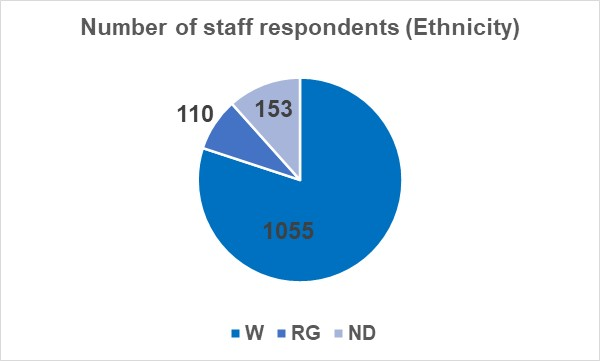 Number of staff respondents (Ethnicity)
153
110
1055
W RG ND